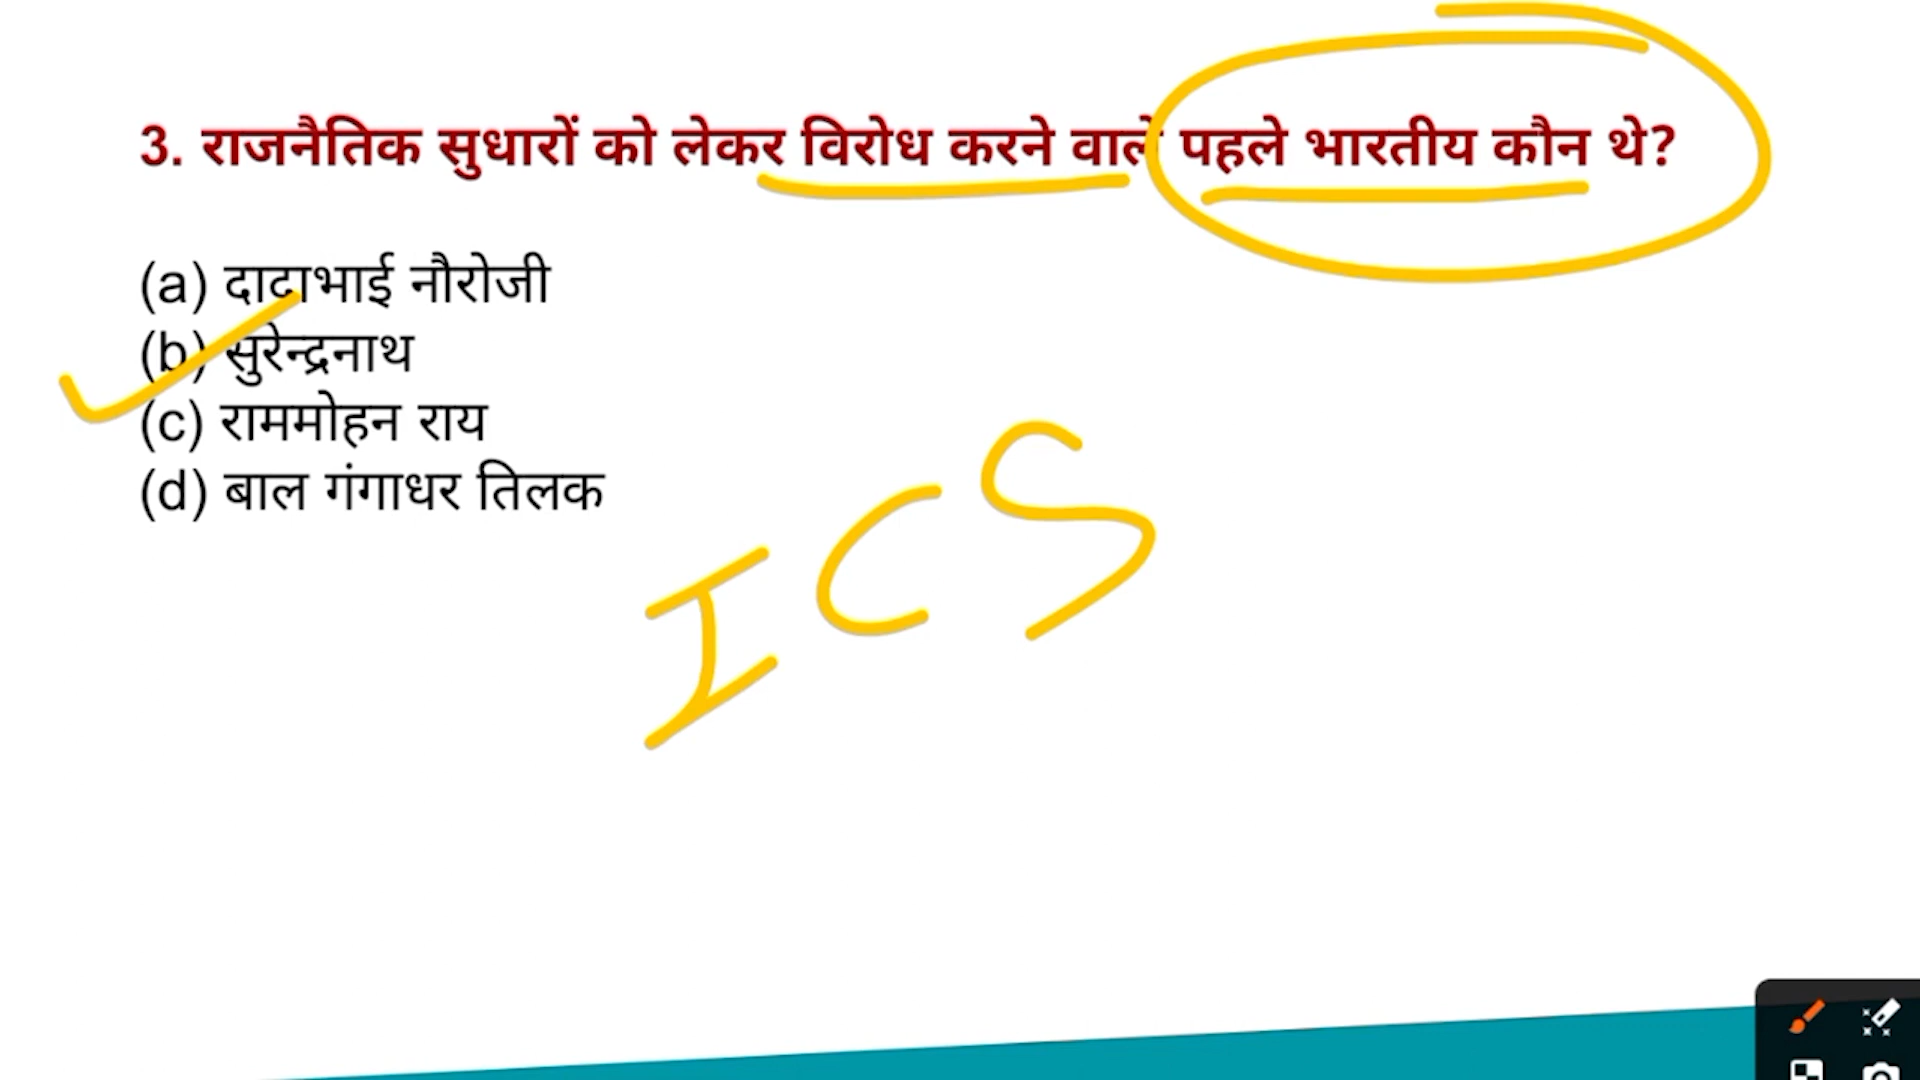 3. राजनैतिक सुधारों को लेकर विरोध करने वाले पहले भारतीय कौन थे?
(a) दादाभाई नौरोजी
(b) सुरेन्द्रनाथ
(c) राममोहन राय
(d) बाल गंगाधर तिलक
ICS